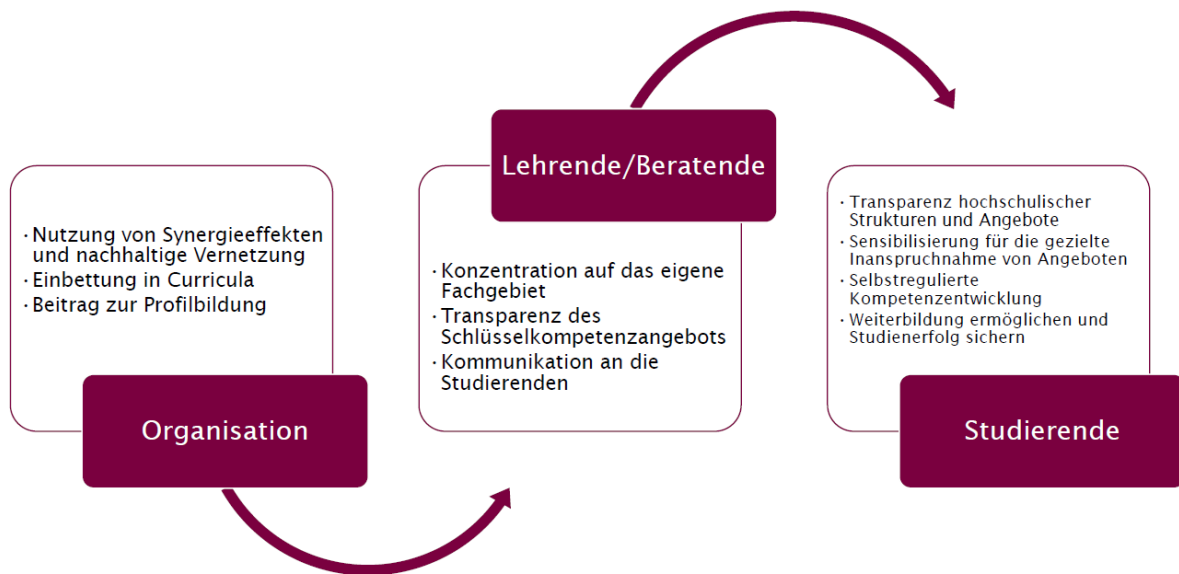 · Nutzung von Synergieeffekten
und nachhaltige Vernetzung
· Einbettung in Curricula
· Beitrag zur Profilbildung
Organisation
Lehrende/Beratende
· Konzentration auf das eigene
Fachgebiet
· Transparenz des
Schlüsselkompetenzangebots
· Kommunikation an die
Studierenden
· Transparenz hochschulischer
Strukturen und Angebote
· Sensibilisierung für die gezielte
Inanspruchnahme von Angeboten
· Selbstregulierte
Kompetenzentwicklung
· Weiterbildung ermöglichen und
Studienerfolg sichern
Studierende